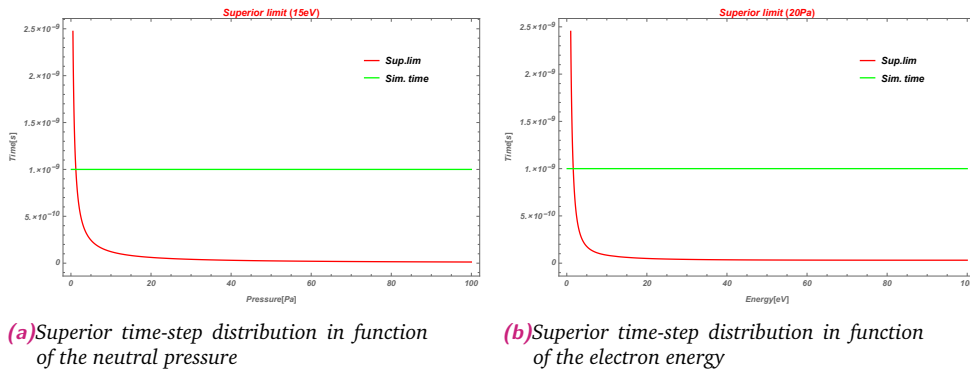 Superior limit (15eV)
2.5×10⁻⁹
2.×10⁻⁹
1.5×10⁻⁹
1.×10⁻⁹
5.×10⁻¹⁰
0
Time[s]
Sup.lim
Sim. time
0 20 40 60 80 100
Pressure[Pa]
(a)Superior time-step distribution in function
of the neutral pressure
Superior limit (20Pa)
2.5×10⁻⁹
2.×10⁻⁹
1.5×10⁻⁹
1.×10⁻⁹
5.×10⁻¹⁰
0
Time[s]
Sup.lim
Sim. time
0 20 40 60 80 100
Energy[eV]
(b)Superior time-step distribution in function
of the electron energy